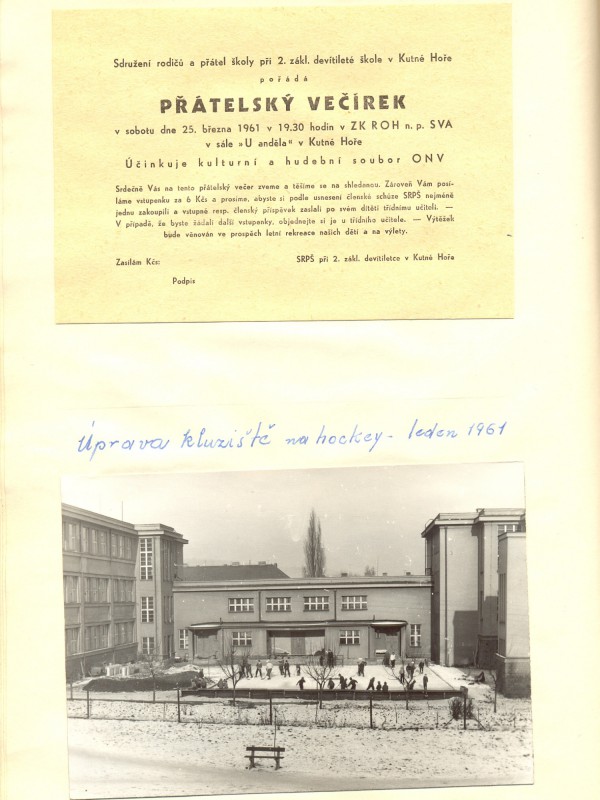 Sdružení rodičů a přátel školy při 2. zákl. devítileté škole v Kutné Hoře
pořádá
PŘÁTELSKÝ VEČÍREK
v sobotu dne 25. března 1961 v 19.30 hodin v ZK ROH n. p. SVA
v sále »U anděla« v Kutné Hoře
Účinkuje kulturní a hudební soubor ONV
Srdečně Vás na tento přátelský večer zveme a těšíme se na shledanou. Zároveň Vám posí-
láme vstupenku za 6 Kčs a prosíme, abyste si podle usnesení členské schůze SRPŠ nejméně
jednu zakoupili a vstupné resp. členský příspěvek zaslali po svém dítěti třídnímu učiteli. —
V případě, že byste žádali další vstupenky, objednejte si je u třídního učitele. — Výtěžek
bude věnován ve prospěch letní rekreace našich dětí a na výlety.
Zasílám Kčs:
SRPŠ při 2. zákl. devítiletce v Kutné Hoře
Podpis
Úprava kluziště na hockey - leden 1961